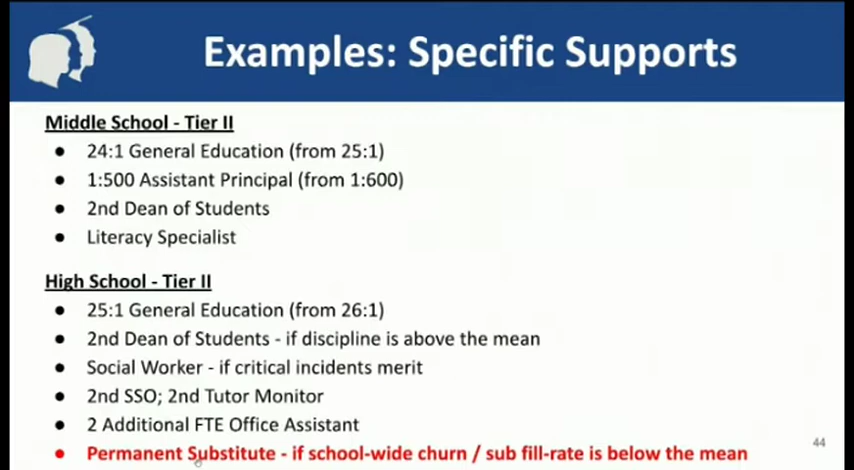 Examples: Specific Supports
Middle School - Tier II
● 24:1 General Education (from 25:1)
● 1:500 Assistant Principal (from 1:600)
● 2nd Dean of Students
● Literacy Specialist
High School - Tier II
● 25:1 General Education (from 26:1)
● 2nd Dean of Students - if discipline is above the mean
● Social Worker - if critical incidents merit
● 2nd SSO; 2nd Tutor Monitor
● 2 Additional FTE Office Assistant
● Permanent Substitute - if school-wide churn / sub fill-rate is below the mean
44